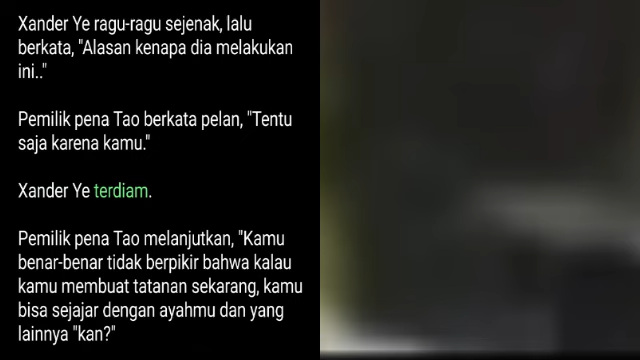 Xander Ye ragu-ragu sejenak, lalu
berkata, "Alasan kenapa dia melakukan
ini.."
Pemilik pena Tao berkata pelan, "Tentu
saja karena kamu."
Xander Ye terdiam.
Pemilik pena Tao melanjutkan, "Kamu
benar-benar tidak berpikir bahwa kalau
kamu membuat tatanan sekarang, kamu
bisa sejajar dengan ayahmu dan yang
lainnya "kan?"